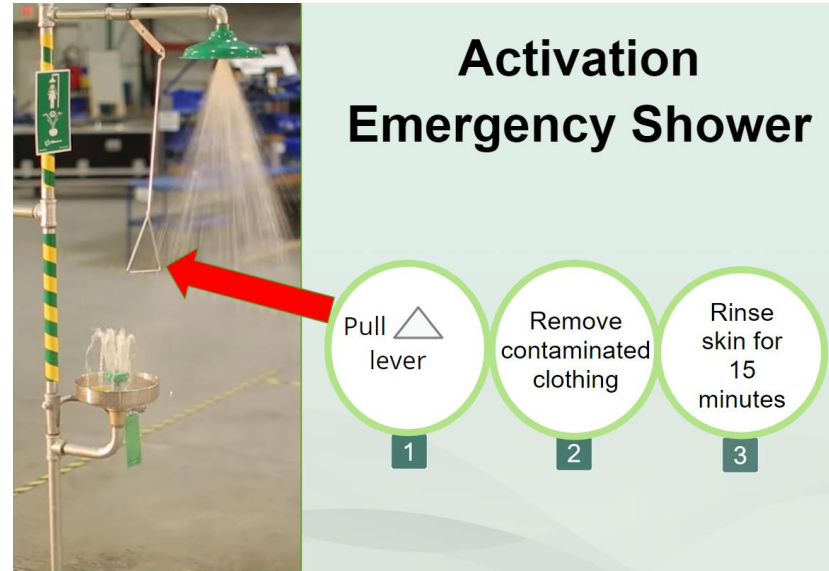 Activation
Emergency Shower
Pull
lever
1
Remove
contaminated
clothing
2
Rinse
skin for
15
minutes
3